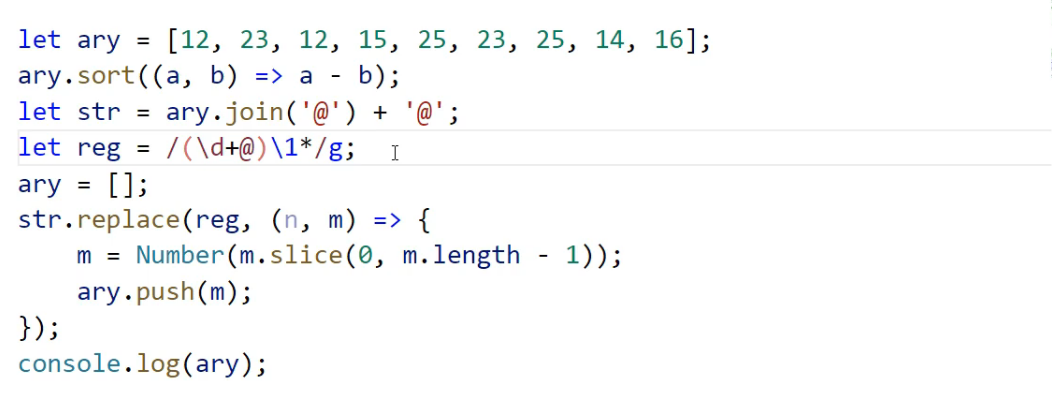 let ary = [12, 23, 12, 15, 25, 23, 25, 14, 16];
ary.sort((a, b) => a - b);
let str = ary.join('@') + '@';
let reg = /(\d+@)\1*/g;
ary = [];
str.replace(reg, (n, m) => {
    m = Number(m.slice(0, m.length - 1));
    ary.push(m);
});
console.log(ary);